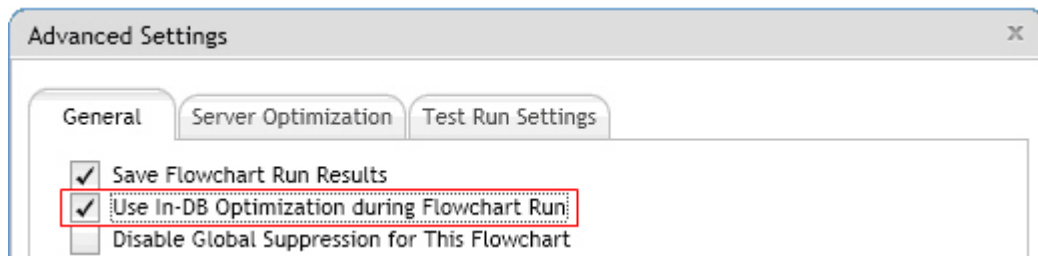 Advanced Settings
General Server Optimization Test Run Settings
Save Flowchart Run Results
Use In-DB Optimization during Flowchart Run
Disable Global Suppression for This Flowchart